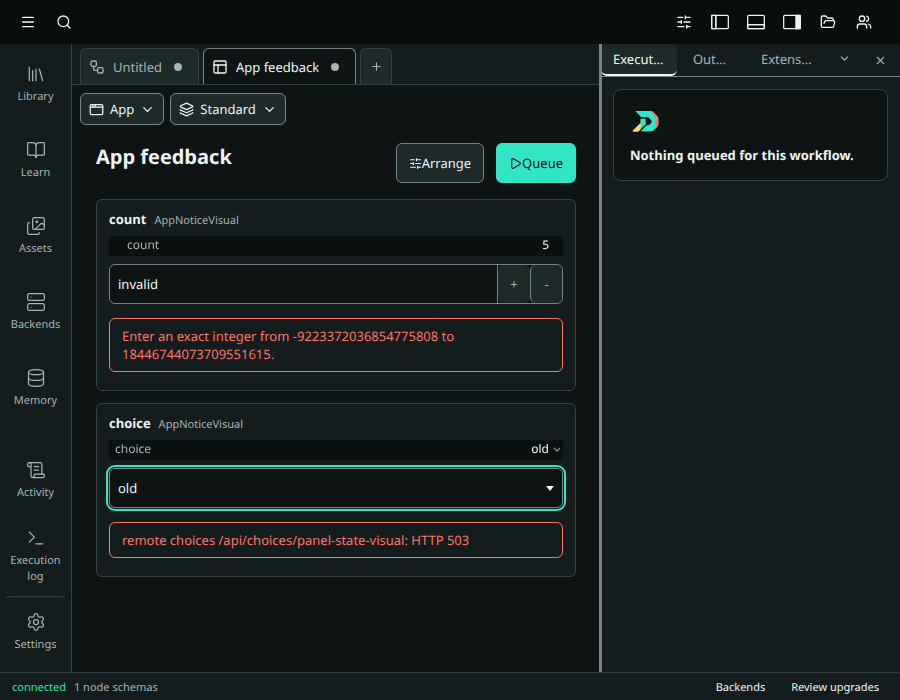 Untitled
App feedback
+
Execut...
Out...
Extens...
Library
Learn
Assets
Backends
Memory
Activity
Execution
log
Settings
App
Standard
App feedback
Arrange
Queue
count AppNoticeVisual
count 5
invalid + -
Enter an exact integer from -9223372036854775808 to
18446744073709551615.
choice AppNoticeVisual
choice old
old
remote choices /api/choices/panel-state-visual: HTTP 503
Nothing queued for this workflow.
connected 1 node schemas
Backends
Review upgrades